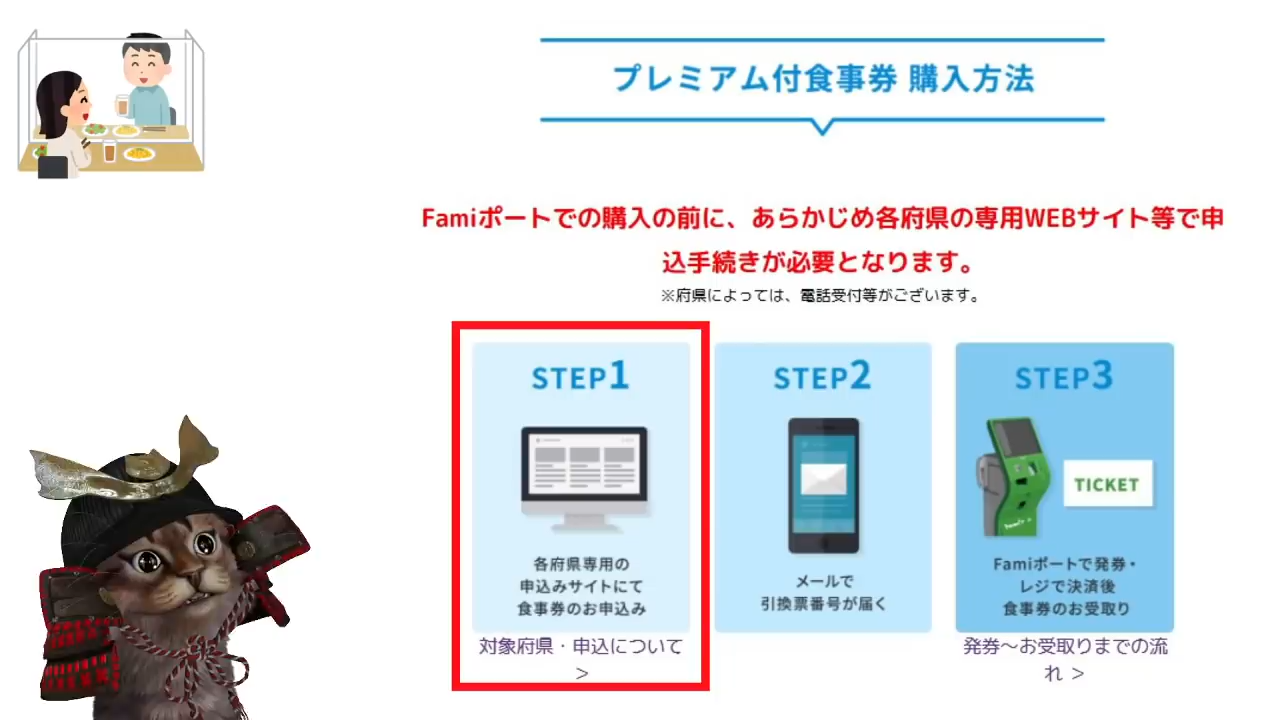 プレミアム付食事券 購入方法
Famiポートでの購入の前に、あらかじめ各府県の専用WEBサイト等で申
込手続きが必要となります。
※府県によっては、電話受付等がございます。
STEP1
各府県専用の
申込みサイトにて
食事券のお申込み
対象府県・申込について
>
STEP2
メールで
引換票番号が届く
STEP3
TICKET
Famiポートで発券・
レジで決済後
食事券のお受取り
発券～お受取りまでの流
れ >